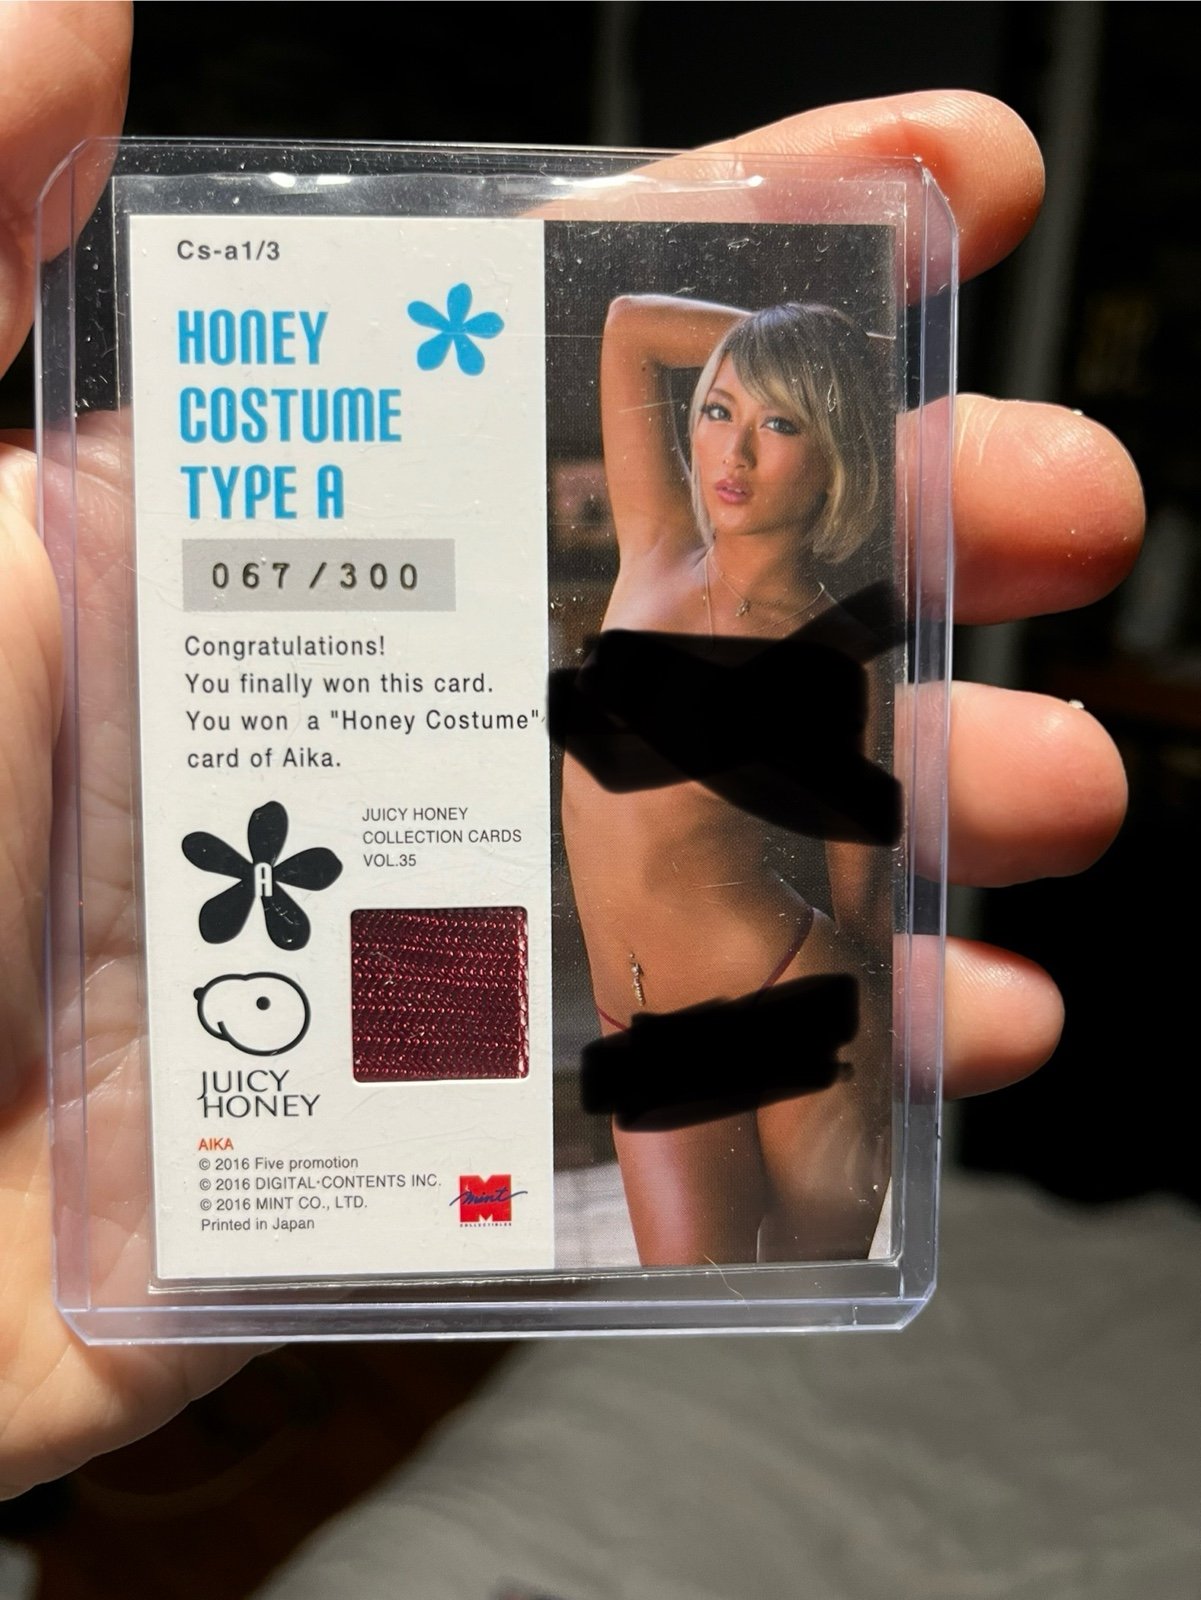 Cs-a1/3
HONEY
COSTUME
TYPE A
067/300
Congratulations!
You finally won this card.
You won a "Honey Costume"
card of Aika.
A
JUICY HONEY
COLLECTION CARDS
VOL.35
JUICY
HONEY
AIKA
© 2016 Five promotion
© 2016 DIGITAL·CONTENTS INC.
© 2016 MINT CO., LTD.
Printed in Japan
M
mint
COLLECTIBLES